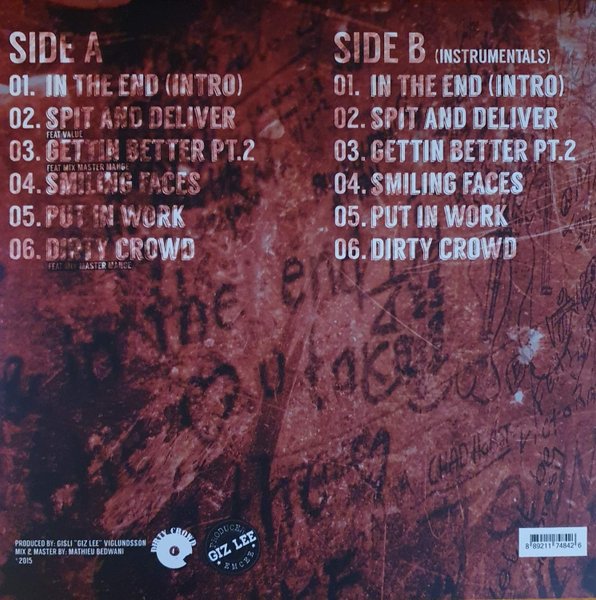 SIDE A
01. IN THE END (INTRO)
02. SPIT AND DELIVER
FEAT VALUE
03. GETTIN BETTER PT.2
FEAT MIX MASTER MANGE
04. SMILING FACES
05. PUT IN WORK
06. DIRTY CROWD
FEAT MIX MASTER MANGE
SIDE B (INSTRUMENTALS)
01. IN THE END (INTRO)
02. SPIT AND DELIVER
03. GETTIN BETTER PT.2
04. SMILING FACES
05. PUT IN WORK
06. DIRTY CROWD
the end
CHAD
PRODUCED BY: GISLI "GIZ LEE" VIGLUNDSSON
MIX & MASTER BY: MATHIEU BEDWANI
2015
DIRTY CROWD
PRODUCER
GIZ LEE
EMCEE
8 89211 74842 6